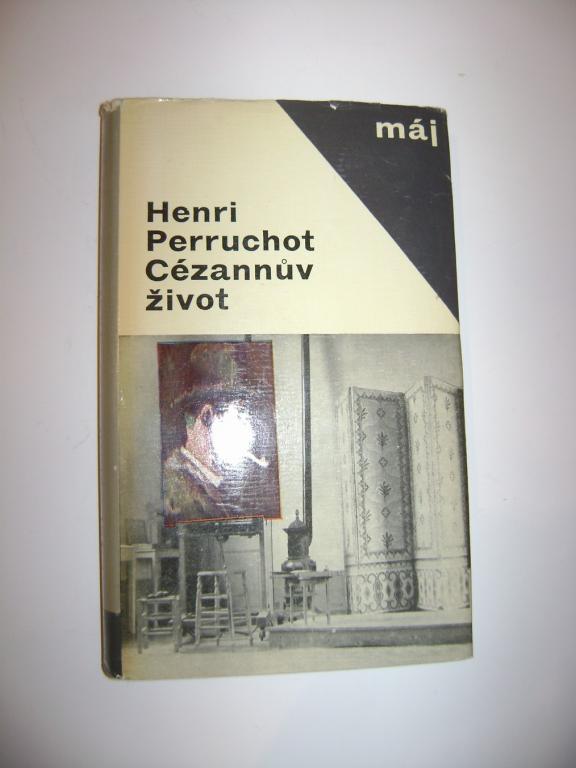 máj
Henri
Perruchot
Cézannův
život